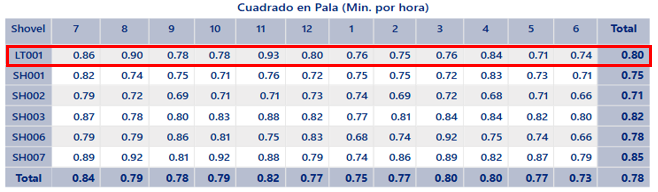 Cuadrado en Pala (Min. por hora)
Shovel 7 8 9 10 11 12 1 2 3 4 5 6 Total
LT001 0.86 0.90 0.78 0.78 0.93 0.80 0.76 0.75 0.76 0.84 0.71 0.74 0.80
SH001 0.82 0.74 0.75 0.71 0.76 0.72 0.75 0.75 0.72 0.83 0.73 0.71 0.75
SH002 0.79 0.72 0.69 0.71 0.71 0.73 0.74 0.69 0.72 0.68 0.71 0.66 0.71
SH003 0.87 0.78 0.80 0.83 0.88 0.82 0.77 0.81 0.84 0.84 0.82 0.80 0.82
SH006 0.79 0.79 0.86 0.81 0.75 0.83 0.68 0.74 0.92 0.75 0.74 0.66 0.78
SH007 0.89 0.92 0.81 0.92 0.88 0.79 0.74 0.86 0.89 0.82 0.87 0.79 0.85
Total 0.84 0.79 0.78 0.79 0.82 0.77 0.75 0.77 0.80 0.80 0.77 0.73 0.78